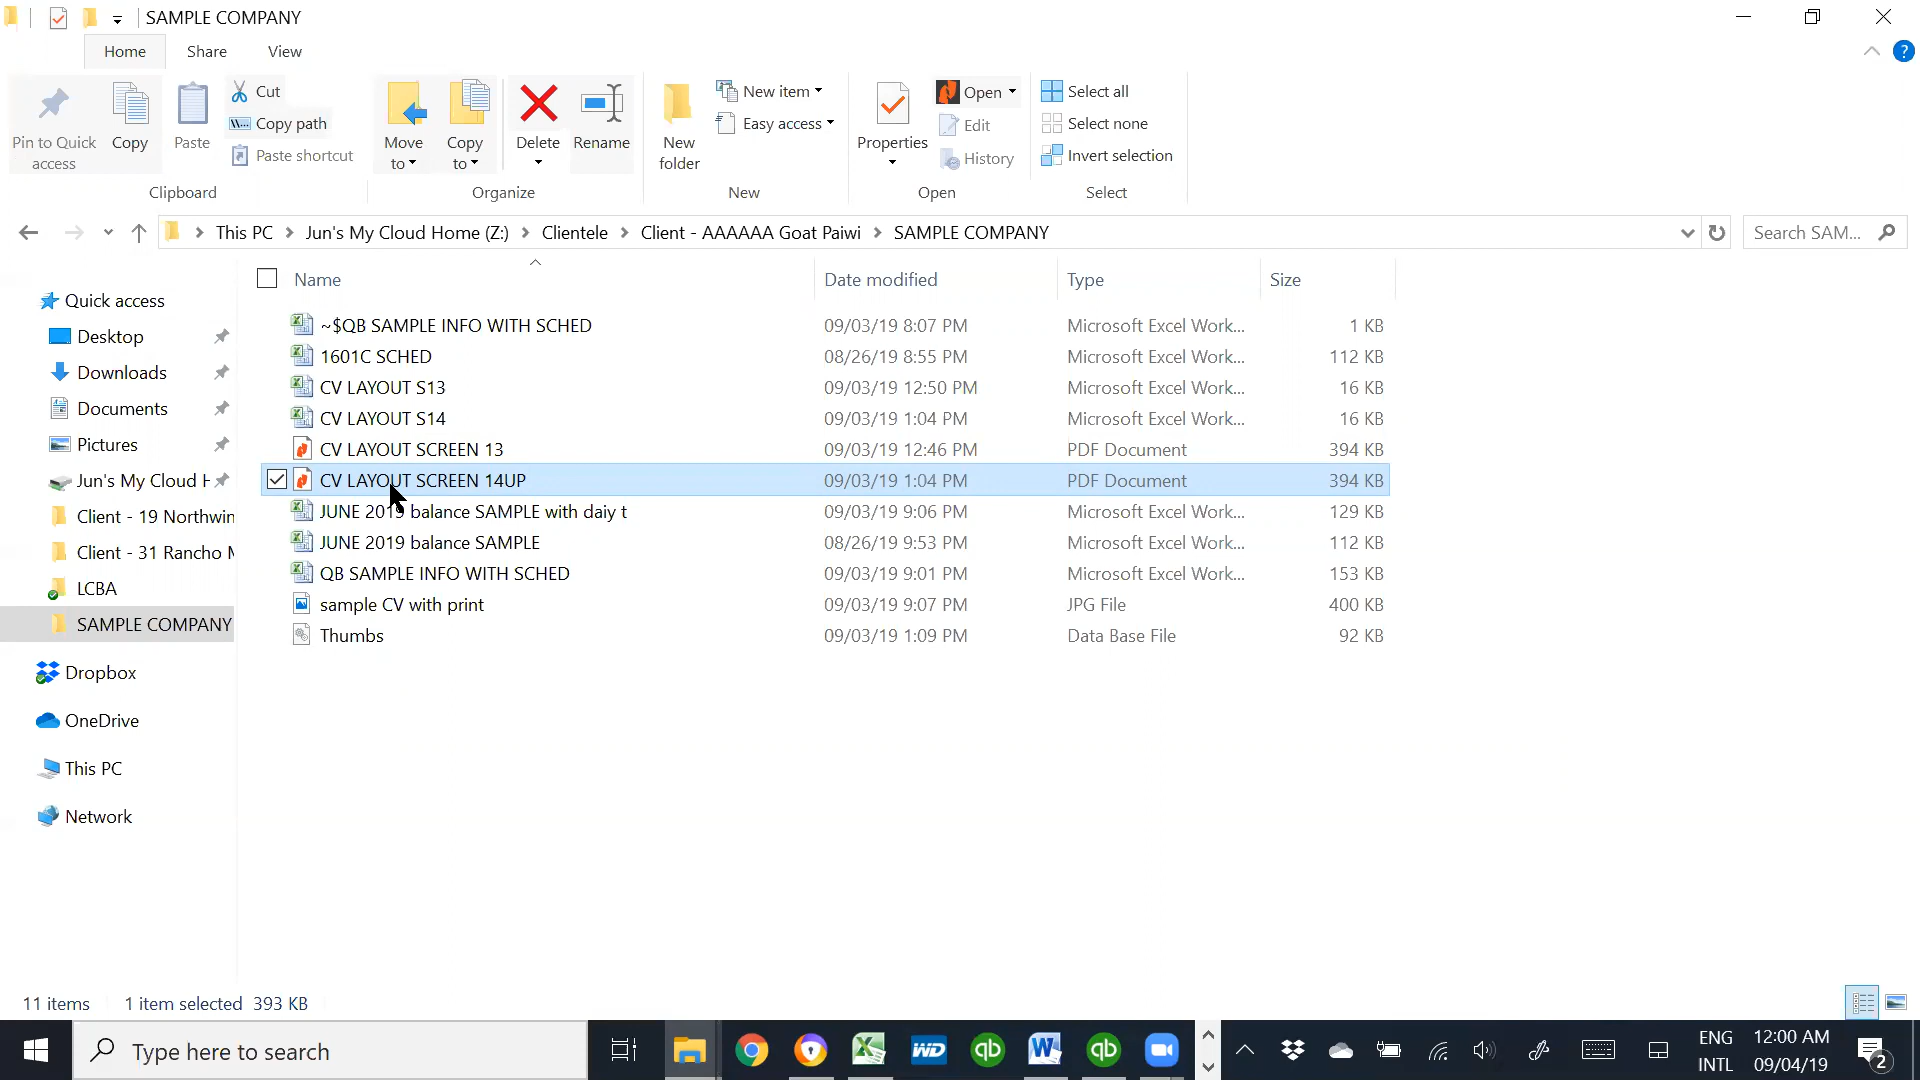 SAMPLE COMPANY
Home Share View
Pin to Quick access
Copy
Paste
Cut
Copy path
Paste shortcut
Clipboard
Move to
Copy to
Delete
Rename
Organize
New folder
New item
Easy access
New
Properties
Open
Edit
History
Open
Select all
Select none
Invert selection
Select
This PC > Jun's My Cloud Home (Z:) > Clientele > Client - AAAAAA Goat Paiwi > SAMPLE COMPANY
Search SAM...
Name Date modified Type Size
~$QB SAMPLE INFO WITH SCHED 09/03/19 8:07 PM Microsoft Excel Work... 1 KB
1601C SCHED 08/26/19 8:55 PM Microsoft Excel Work... 112 KB
CV LAYOUT S13 09/03/19 12:50 PM Microsoft Excel Work... 16 KB
CV LAYOUT S14 09/03/19 1:04 PM Microsoft Excel Work... 16 KB
CV LAYOUT SCREEN 13 09/03/19 12:46 PM PDF Document 394 KB
CV LAYOUT SCREEN 14UP 09/03/19 1:04 PM PDF Document 394 KB
JUNE 2019 balance SAMPLE with daiy t 09/03/19 9:06 PM Microsoft Excel Work... 129 KB
JUNE 2019 balance SAMPLE 08/26/19 9:53 PM Microsoft Excel Work... 112 KB
QB SAMPLE INFO WITH SCHED 09/03/19 9:01 PM Microsoft Excel Work... 153 KB
sample CV with print 09/03/19 9:07 PM JPG File 400 KB
Thumbs 09/03/19 1:09 PM Data Base File 92 KB
Quick access
Desktop
Downloads
Documents
Pictures
Jun's My Cloud H
Client - 19 Northwin
Client - 31 Rancho M
LCBA
SAMPLE COMPANY
Dropbox
OneDrive
This PC
Network
11 items 1 item selected 393 KB
Type here to search
WD
qb
W
qb
ENG
INTL
12:00 AM
09/04/19
2